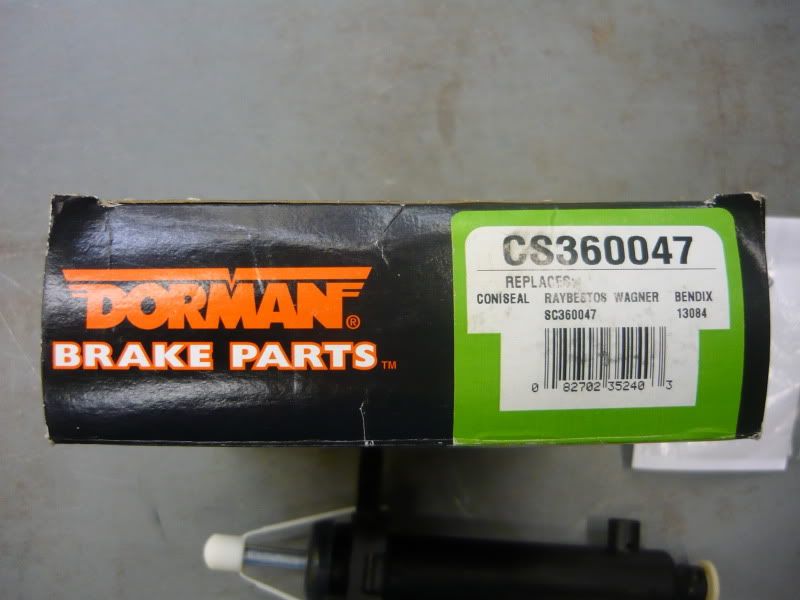 DORMAN®
BRAKE PARTS™
CS360047
REPLACES:
CONISEAL RAYBESTOS WAGNER BENDIX
SC360047 13084
0 82702 35240 3